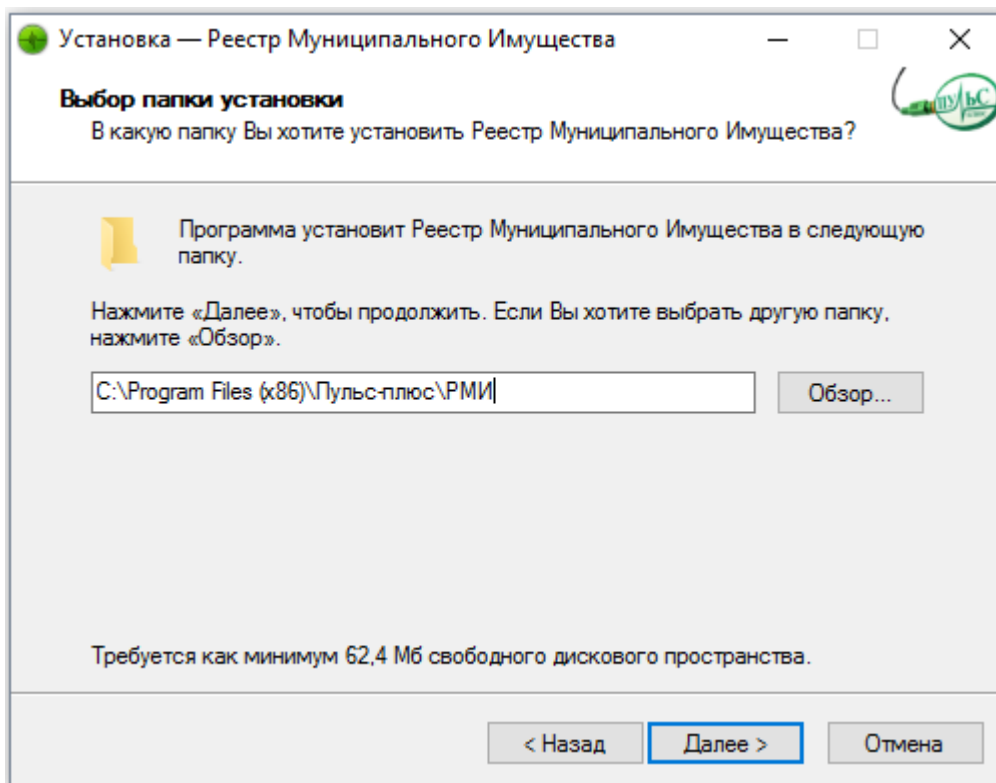 Установка — Реестр Муниципального Имущества
Выбор папки установки
В какую папку Вы хотите установить Реестр Муниципального Имущества?
ПУЛЬС
Программа установит Реестр Муниципального Имущества в следующую
папку.
Нажмите «Далее», чтобы продолжить. Если Вы хотите выбрать другую папку,
нажмите «Обзор».
C:\Program Files (x86)\Пульс-плюс\РМИ
Обзор...
Требуется как минимум 62,4 Мб свободного дискового пространства.
< Назад
Далее >
Отмена